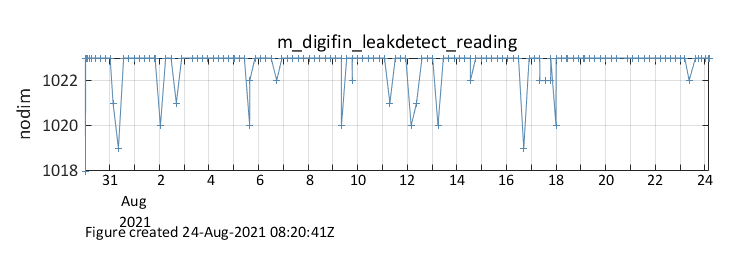 m_digifin_leakdetect_reading
1022
1020
1018
nodim
31 2 4 6 8 10 12 14 16 18 20 22 24
Aug
2021
Figure created 24-Aug-2021 08:20:41Z